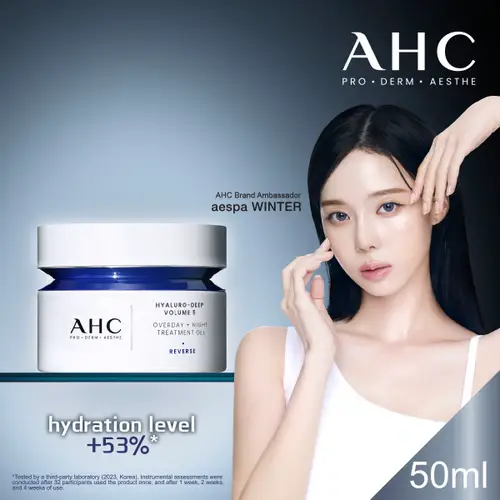 AHC
PRO • DERM • AESTHE
AHC Brand Ambassador
aespa WINTER
HYALURO-DEEP
VOLUME 5
OVERDAY + NIGHT
TREATMENT GEL
REVERSE
AHC
PRO • DERM • AESTHE
hydration level
+53%*
*Tested by a third-party laboratory (2023, Korea). Instrumental assessments were
conducted after 32 participants used the product once, and after 1 week, 2 weeks,
and 4 weeks of use.
50ml